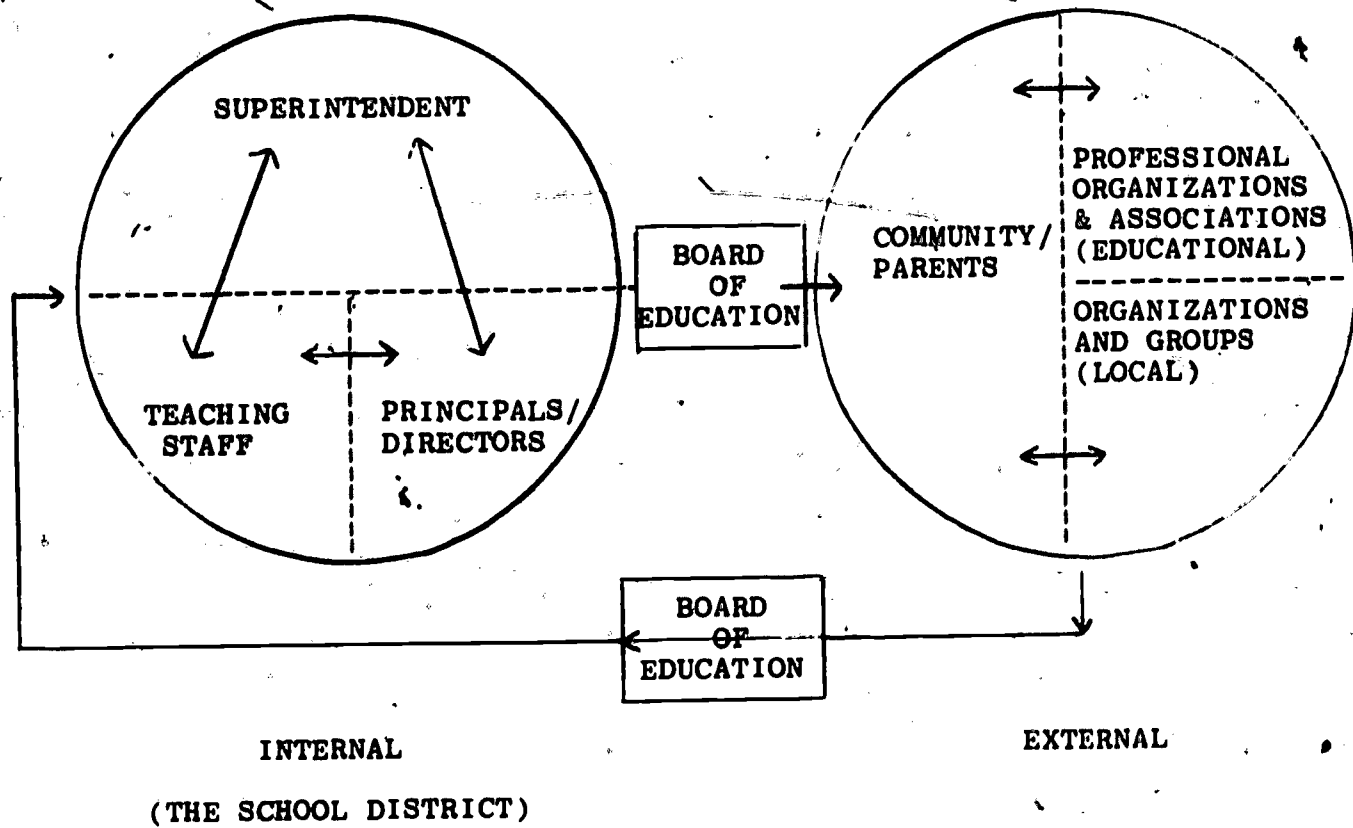 SUPERINTENDENT
TEACHING
STAFF
PRINCIPALS/
DIRECTORS
BOARD
OF
EDUCATION
COMMUNITY/
PARENTS
PROFESSIONAL
ORGANIZATIONS
& ASSOCIATIONS
(EDUCATIONAL)
ORGANIZATIONS
AND GROUPS
(LOCAL)
BOARD
OF
EDUCATION
INTERNAL
(THE SCHOOL DISTRICT)
EXTERNAL